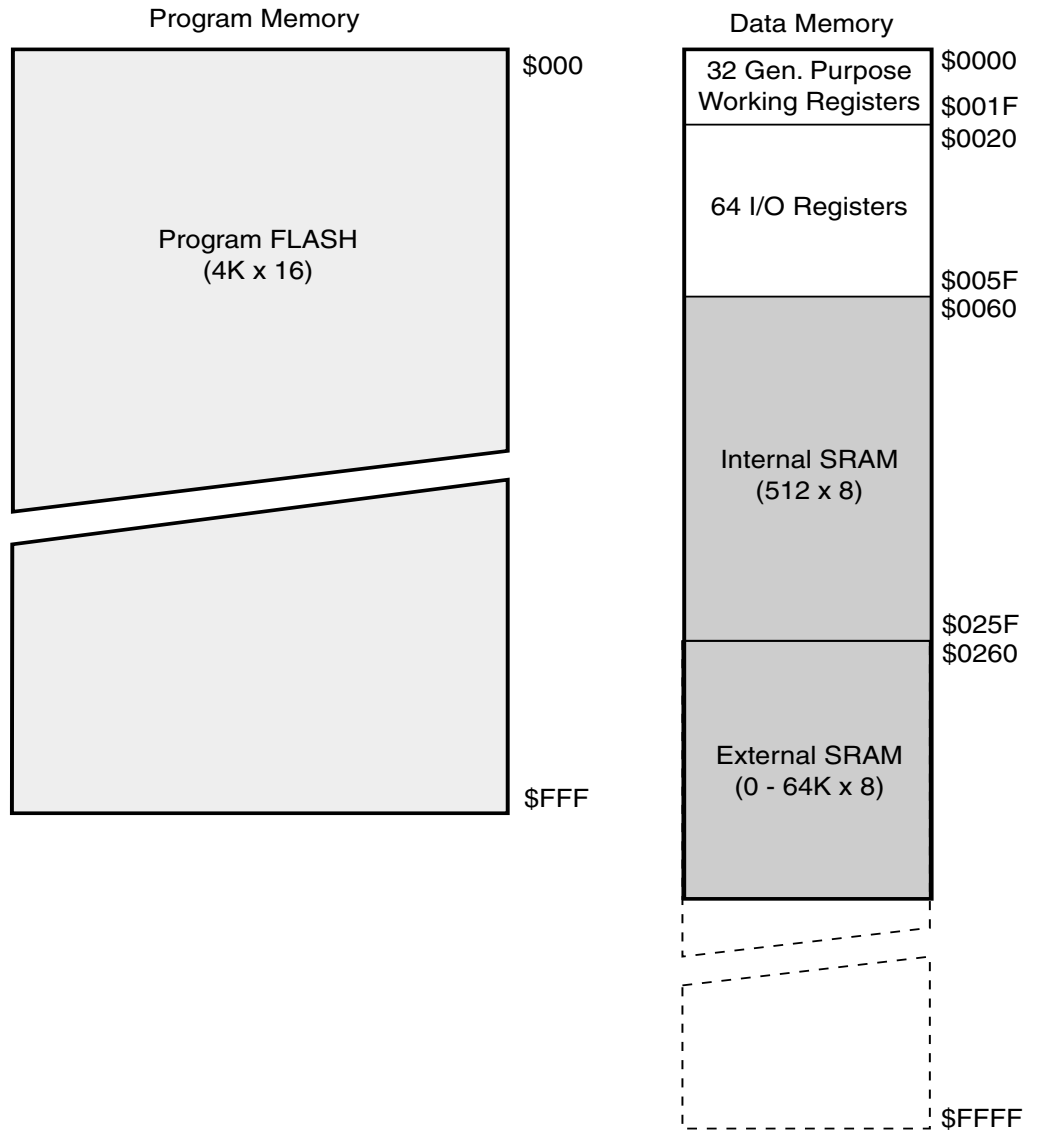 Program Memory
$000
Program FLASH
(4K x 16)
$FFF
Data Memory
32 Gen. Purpose
Working Registers
$0000
$001F
$0020
64 I/O Registers
$005F
$0060
Internal SRAM
(512 x 8)
$025F
$0260
External SRAM
(0 - 64K x 8)
$FFFF